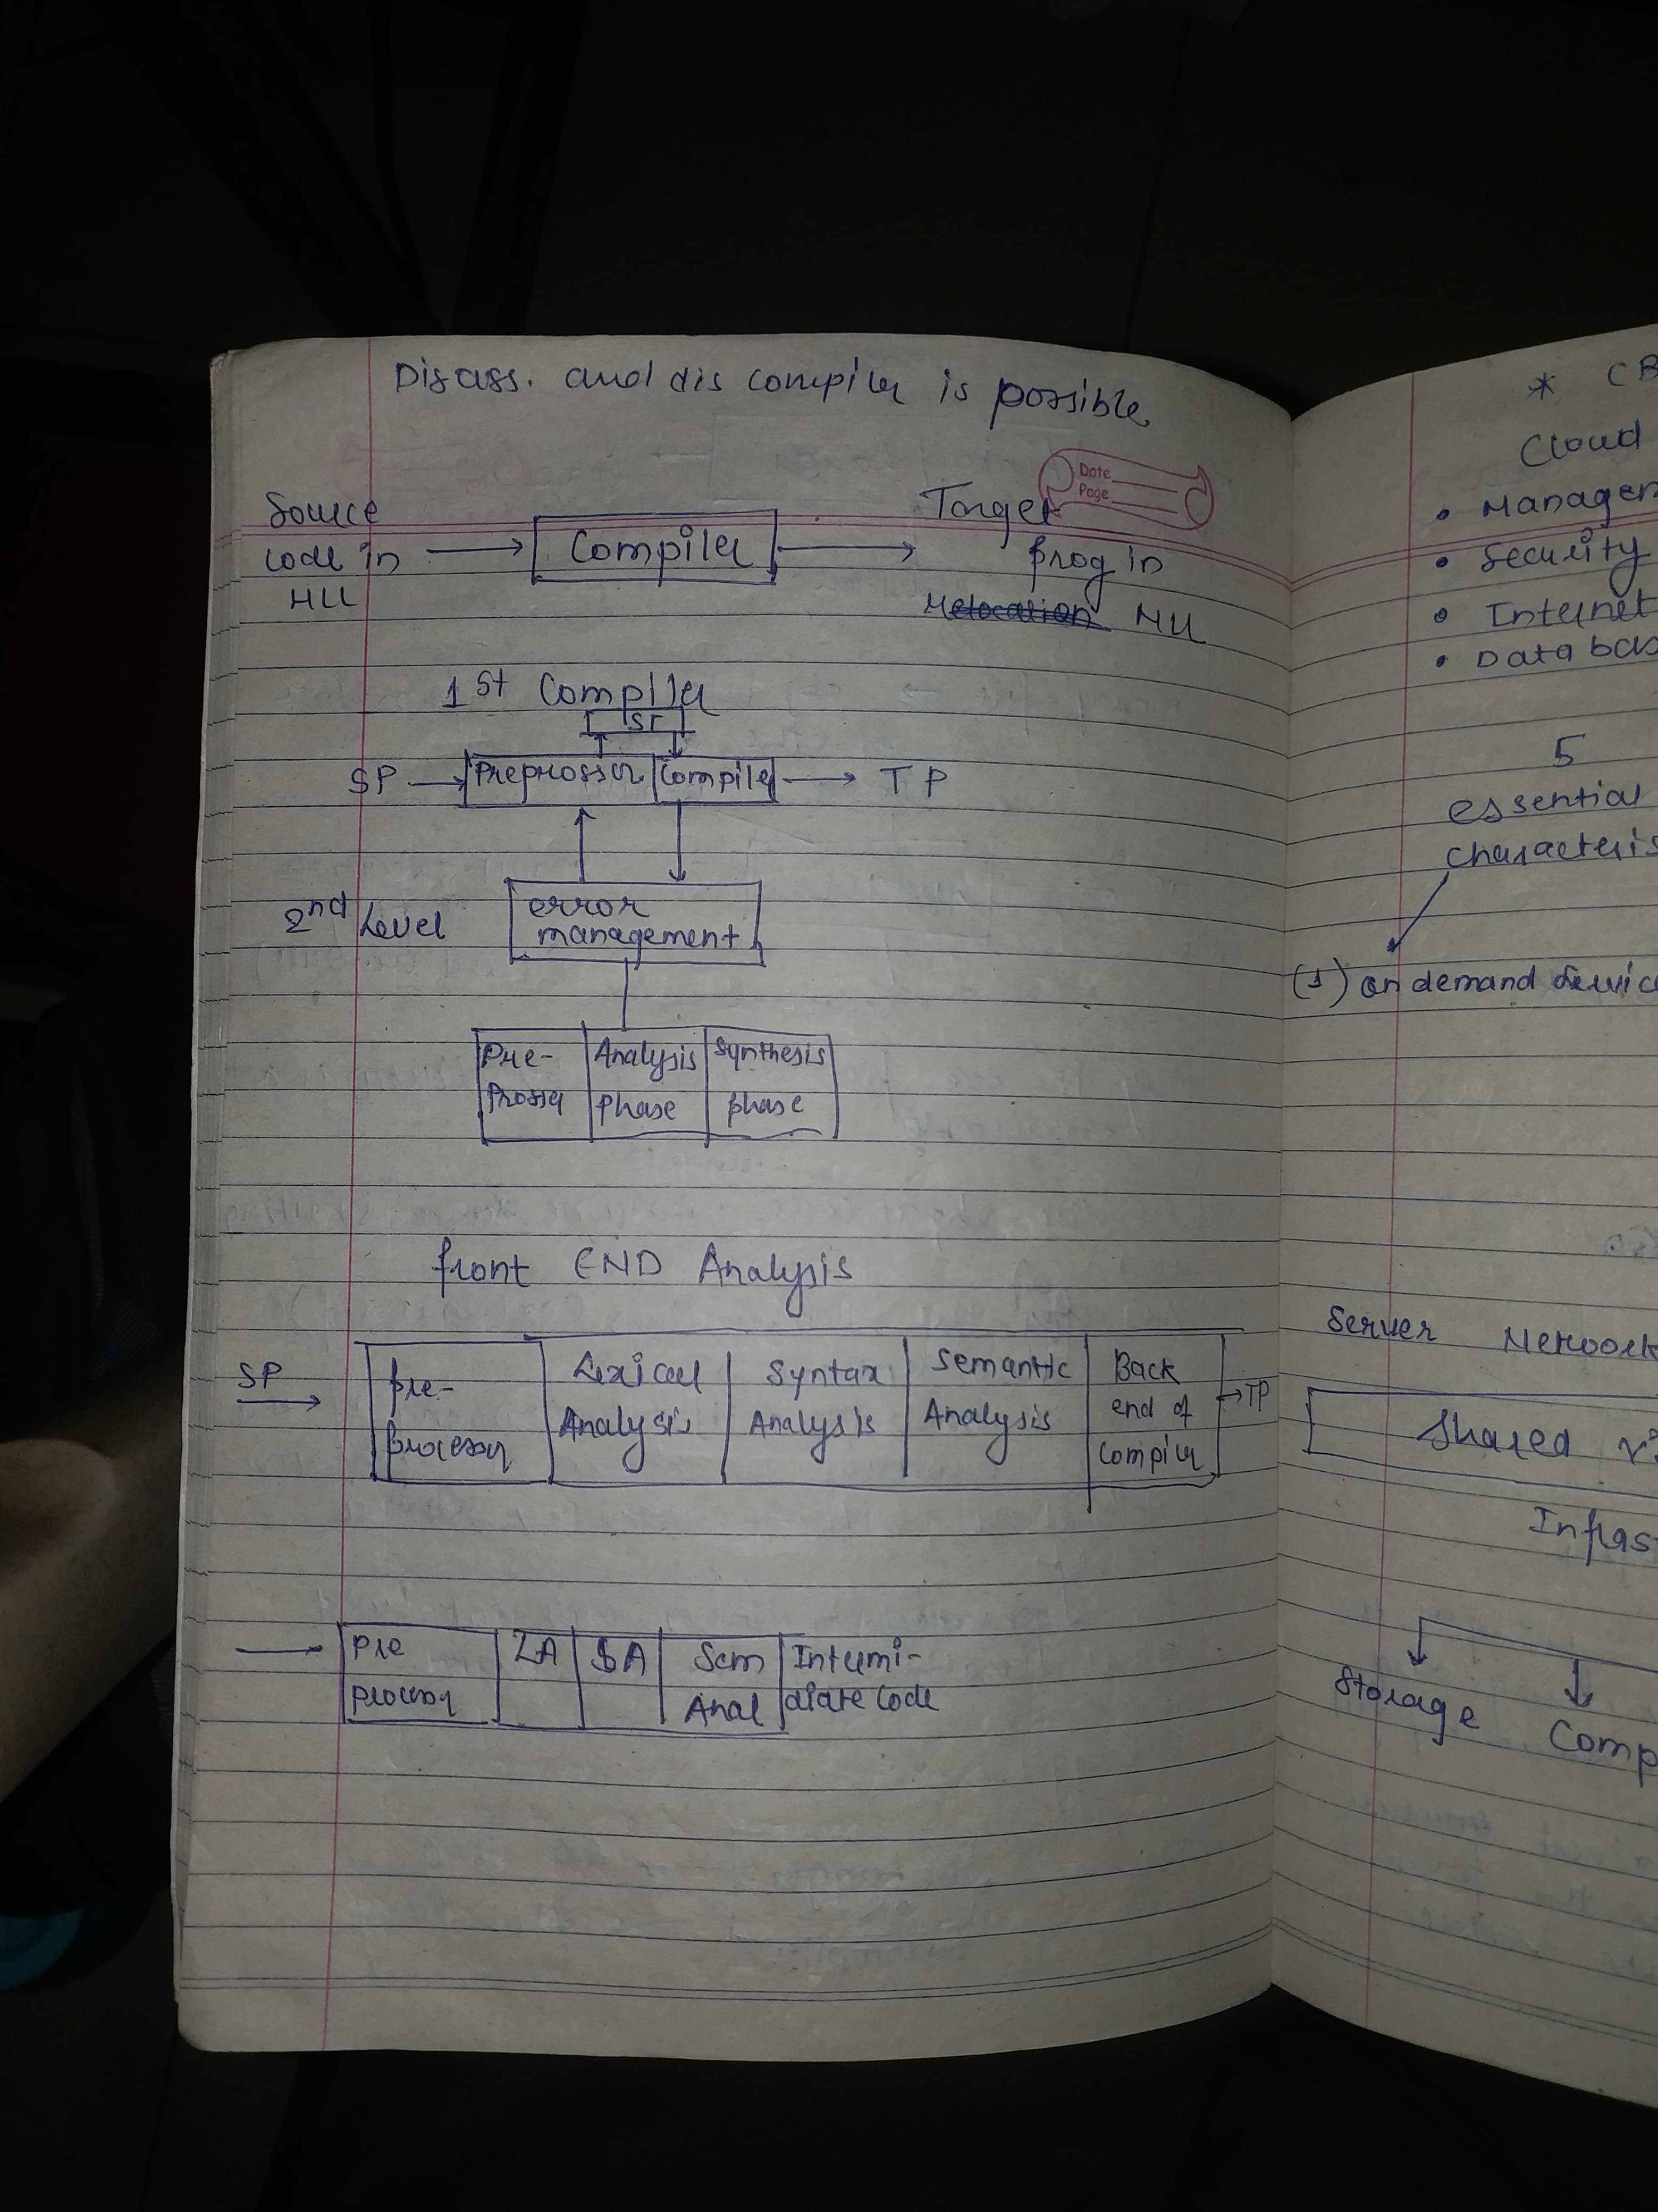 Disass. and dis compiler is possible.
Date
Page
Source
code in
HLL
Compiler
Target
prog in
MLL
1st Compiler
ST
SP
Preprossor
Compiler
TP
2nd Level
error
management
Pre-
Prosser
Analysis
phase
Synthesis
phase
front END Analysis
SP
pre-
processor
Lexical
Analysis
Syntax
Analysis
Semantic
Analysis
Back
end of
compiler
TP
Pre
processor
LA
SA
Sem
Anal
Intermi-
diate code
* CB
Cloud
• Managem
• Security
• Internet
• Data bas
5
essential
characteris
(1) on demand Servic
Server Network
Shared
Infras
Storage
Comp